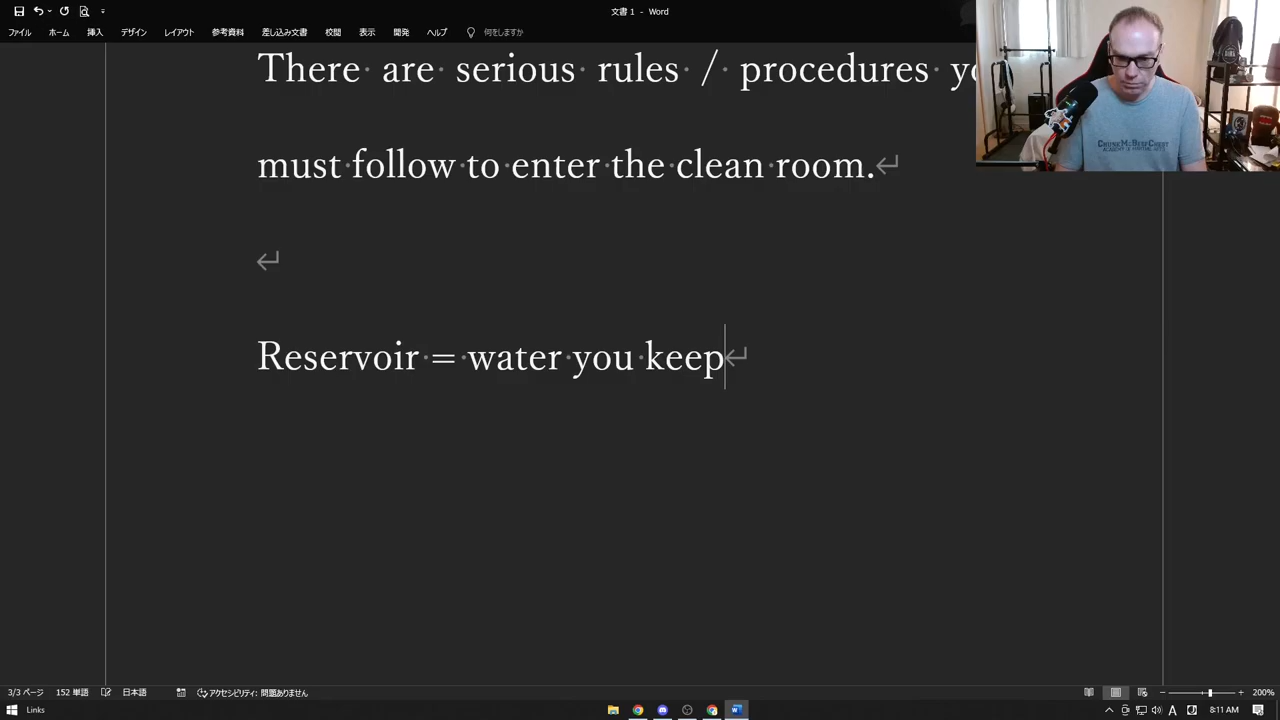 文書 1 - Word
ファイル ホーム 挿入 デザイン レイアウト 参考資料 差し込み文書 校閲 表示 開発 ヘルプ 何をしますか
There are serious rules / procedures
must follow to enter the clean room.
Reservoir = water you keep
3/3 ページ 152 単語 日本語 アクセシビリティ: 問題ありません 200%
Links A 8:11 AM